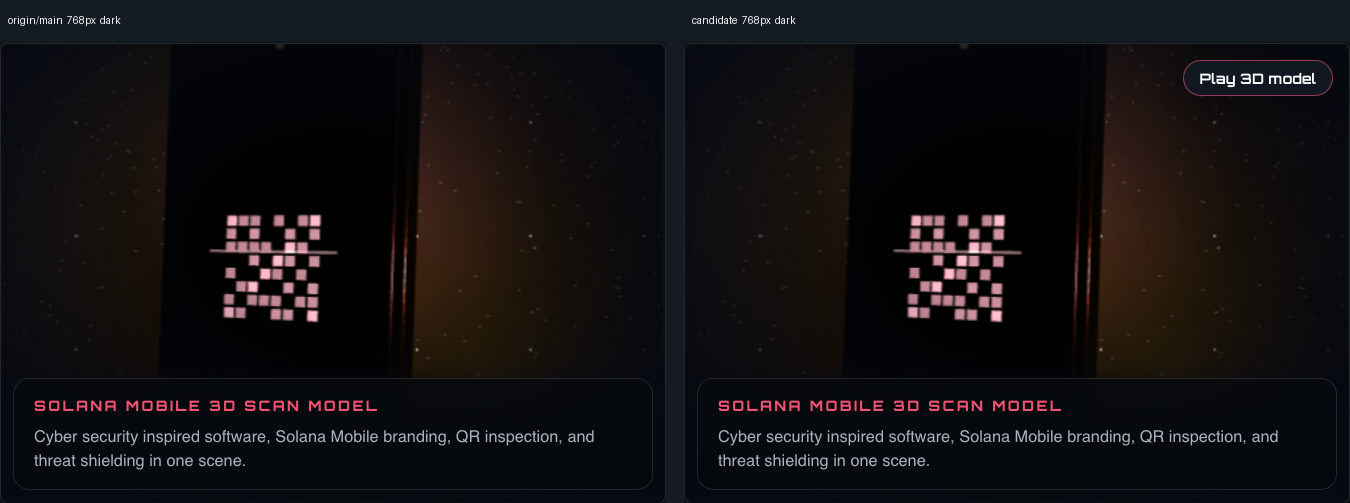 origin/main 768px dark
candidate 768px dark
Play 3D model
SOLANA MOBILE 3D SCAN MODEL
Cyber security inspired software, Solana Mobile branding, QR inspection, and
threat shielding in one scene.
SOLANA MOBILE 3D SCAN MODEL
Cyber security inspired software, Solana Mobile branding, QR inspection, and
threat shielding in one scene.